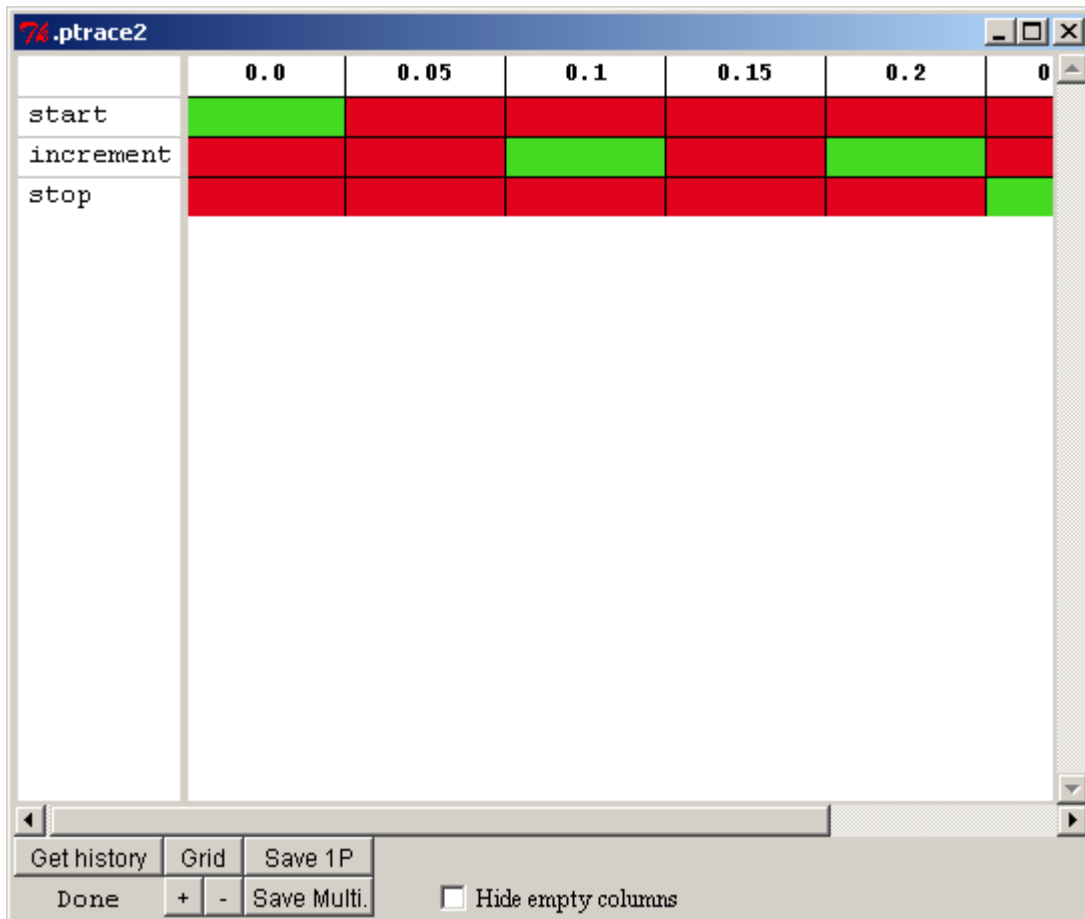 .ptrace2
0.0 0.05 0.1 0.15 0.2 0
start
increment
stop
Get history Grid Save 1P
Done + - Save Multi. Hide empty columns